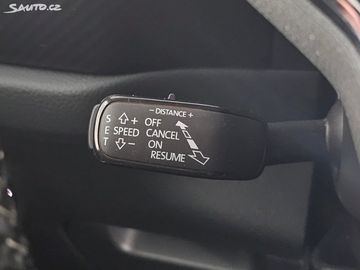 SAUTO.CZ
- DISTANCE +
S + OFF
E SPEED CANCEL
T - ON
RESUME